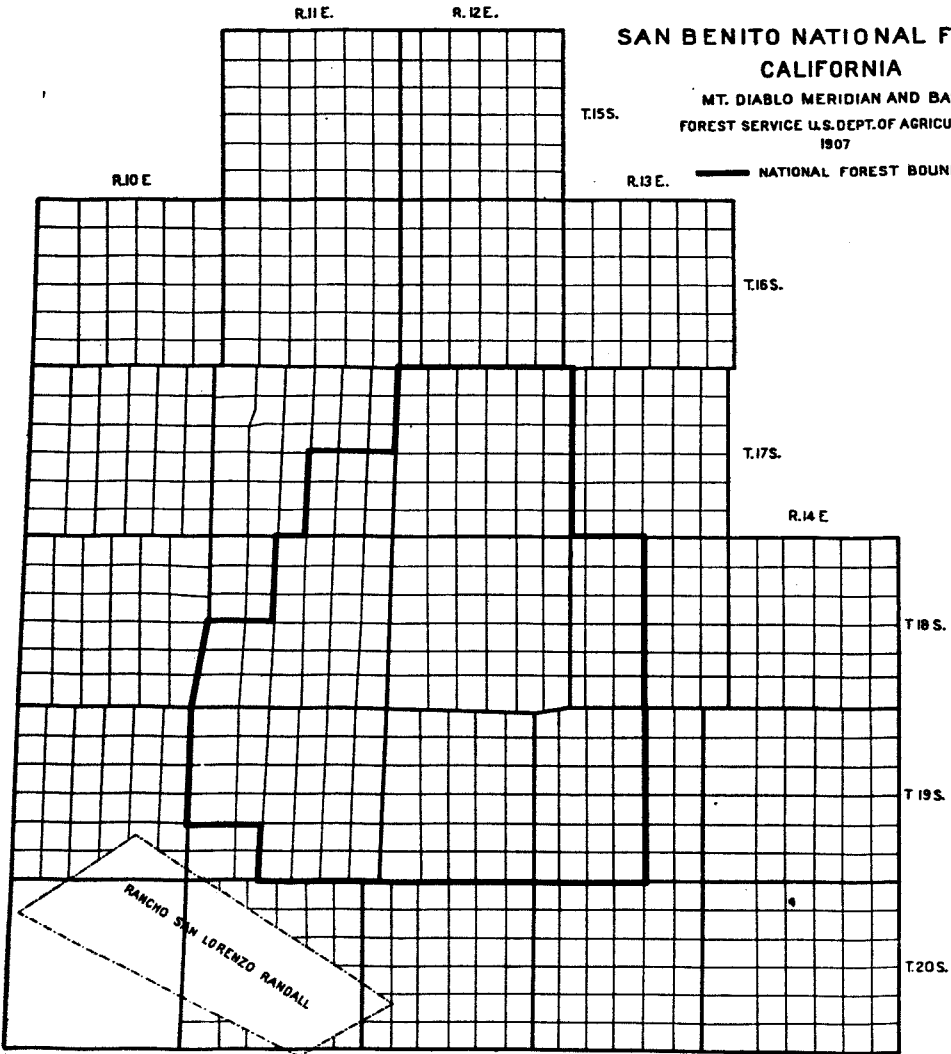 R.11 E.
R. 12 E.
SAN BENITO NATIONAL F
CALIFORNIA
MT. DIABLO MERIDIAN AND BA
FOREST SERVICE U.S. DEPT. OF AGRICU
1907
NATIONAL FOREST BOUN
T.15S.
R.10 E
R.13 E.
T.16S.
T.17S.
R.14 E
T 18 S.
T 19 S.
RANCHO SAN LORENZO RANDALL
T.20S.